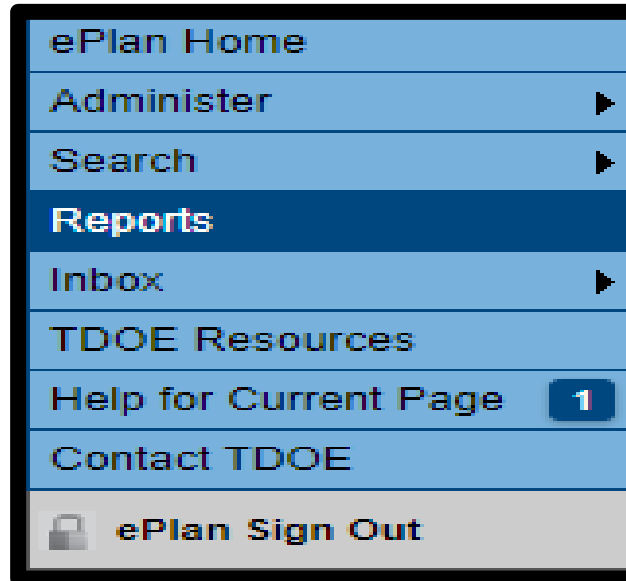 ePlan Home
Administer
Search
Reports
Inbox
TDOE Resources
Help for Current Page 1
Contact TDOE
ePlan Sign Out